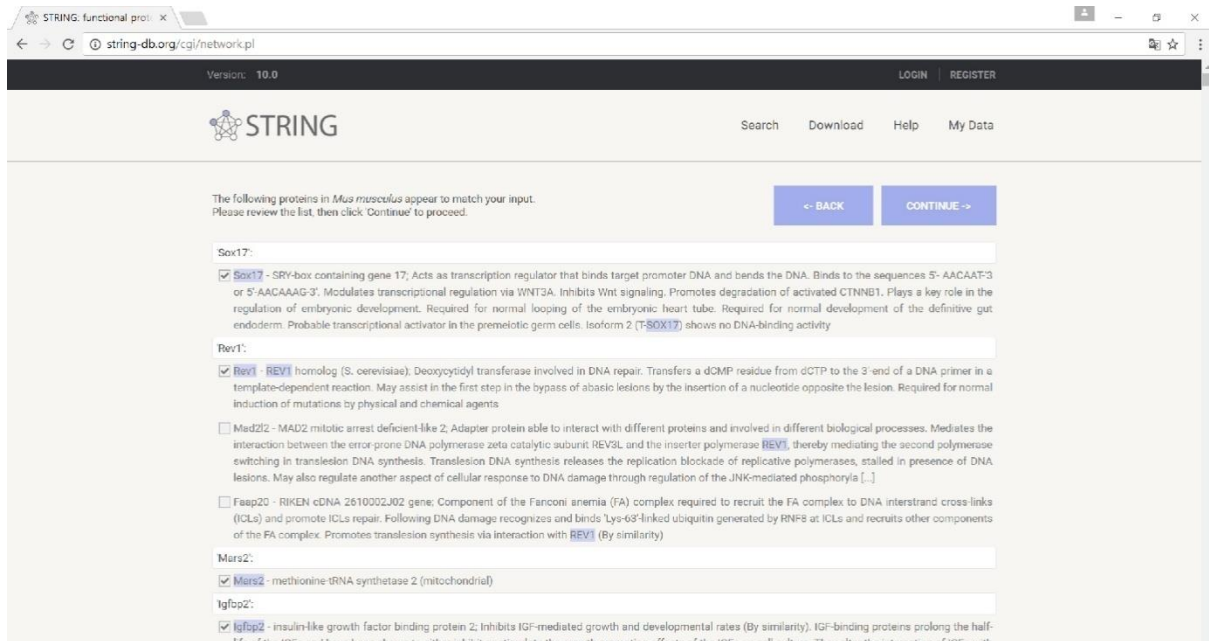 STRING: functional prot
string-db.org/cgi/network.pl
Version: 10.0
LOGIN | REGISTER
STRING
Search Download Help My Data
The following proteins in Mus musculus appear to match your input.
Please review the list, then click 'Continue' to proceed.
<- BACK
CONTINUE ->
'Sox17':
Sox17 - SRY-box containing gene 17; Acts as transcription regulator that binds target promoter DNA and bends the DNA. Binds to the sequences 5'- AACAAT-'3
or 5'-AACAAAG-3'. Modulates transcriptional regulation via WNT3A. Inhibits Wnt signaling. Promotes degradation of activated CTNNB1. Plays a key role in the
regulation of embryonic development. Required for normal looping of the embryonic heart tube. Required for normal development of the definitive gut
endoderm. Probable transcriptional activator in the premeiotic germ cells. Isoform 2 (T-SOX17) shows no DNA-binding activity
'Rev1':
Rev1 - REV1 homolog (S. cerevisiae); Deoxycytidyl transferase involved in DNA repair. Transfers a dCMP residue from dCTP to the 3'-end of a DNA primer in a
template-dependent reaction. May assist in the first step in the bypass of abasic lesions by the insertion of a nucleotide opposite the lesion. Required for normal
induction of mutations by physical and chemical agents
Mad2l2 - MAD2 mitotic arrest deficient-like 2; Adapter protein able to interact with different proteins and involved in different biological processes. Mediates the
interaction between the error-prone DNA polymerase zeta catalytic subunit REV3L and the inserter polymerase REV1, thereby mediating the second polymerase
switching in translesion DNA synthesis. Translesion DNA synthesis releases the replication blockade of replicative polymerases, stalled in presence of DNA
lesions. May also regulate another aspect of cellular response to DNA damage through regulation of the JNK-mediated phosphoryla [...]
Faap20 - RIKEN cDNA 2610002J02 gene; Component of the Fanconi anemia (FA) complex required to recruit the FA complex to DNA interstrand cross-links
(ICLs) and promote ICLs repair. Following DNA damage recognizes and binds 'Lys-63'-linked ubiquitin generated by RNF8 at ICLs and recruits other components
of the FA complex. Promotes translesion synthesis via interaction with REV1 (By similarity)
'Mars2':
Mars2 - methionine-tRNA synthetase 2 (mitochondrial)
'Igfbp2':
Igfbp2 - insulin-like growth factor binding protein 2; Inhibits IGF-mediated growth and developmental rates (By similarity). IGF-binding proteins prolong the half-